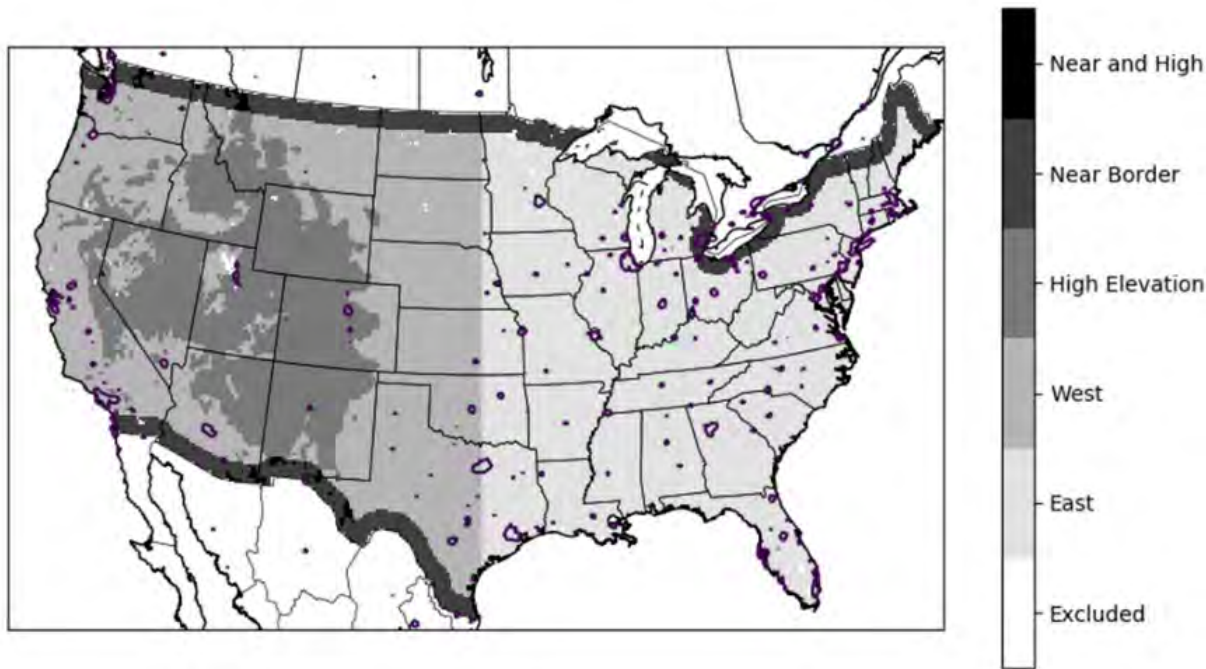 Near and High
Near Border
High Elevation
West
East
Excluded